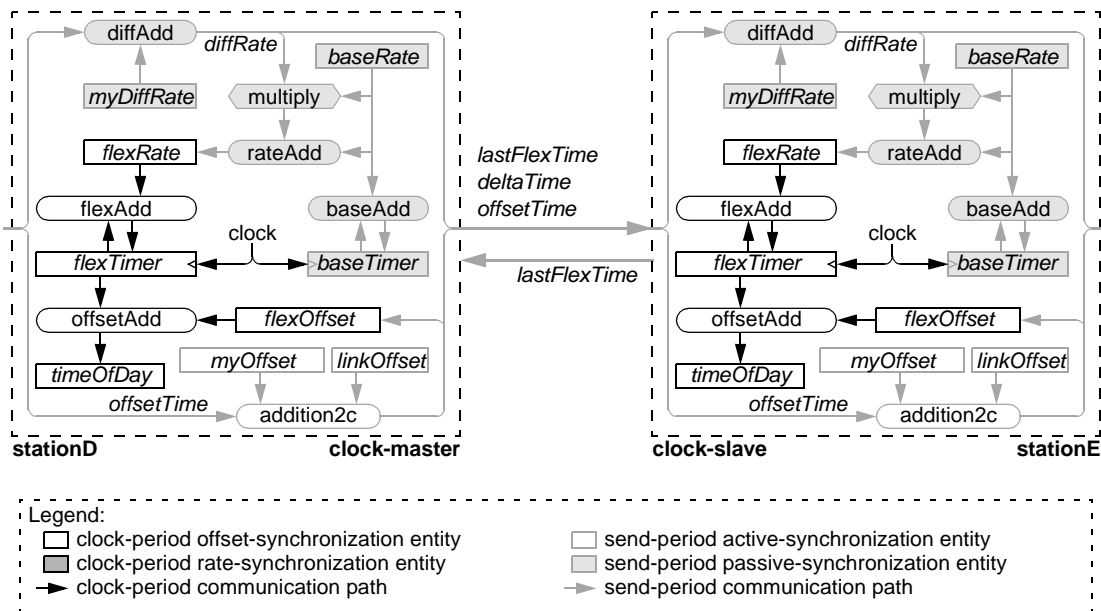 diffAdd
diffRate
baseRate
myDiffRate
multiply
flexRate
rateAdd
flexAdd
baseAdd
clock
flexTimer
baseTimer
offsetAdd
flexOffset
myOffset
linkOffset
timeOfDay
offsetTime
addition2c
stationD
clock-master
lastFlexTime
deltaTime
offsetTime
lastFlexTime
diffAdd
diffRate
baseRate
myDiffRate
multiply
flexRate
rateAdd
flexAdd
baseAdd
clock
flexTimer
baseTimer
offsetAdd
flexOffset
myOffset
linkOffset
timeOfDay
offsetTime
addition2c
clock-slave
stationE
Legend:
clock-period offset-synchronization entity
clock-period rate-synchronization entity
clock-period communication path
send-period active-synchronization entity
send-period passive-synchronization entity
send-period communication path